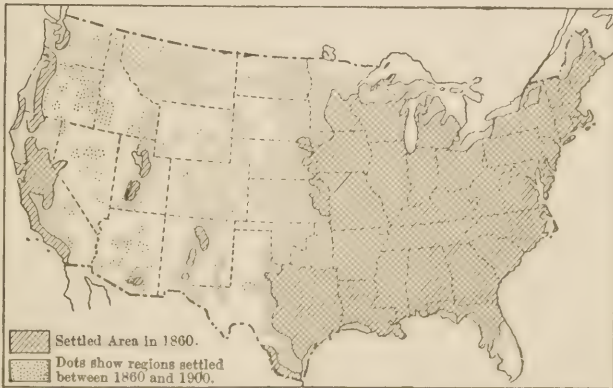 Settled Area in 1860.
Dots show regions settled
between 1860 and 1900.